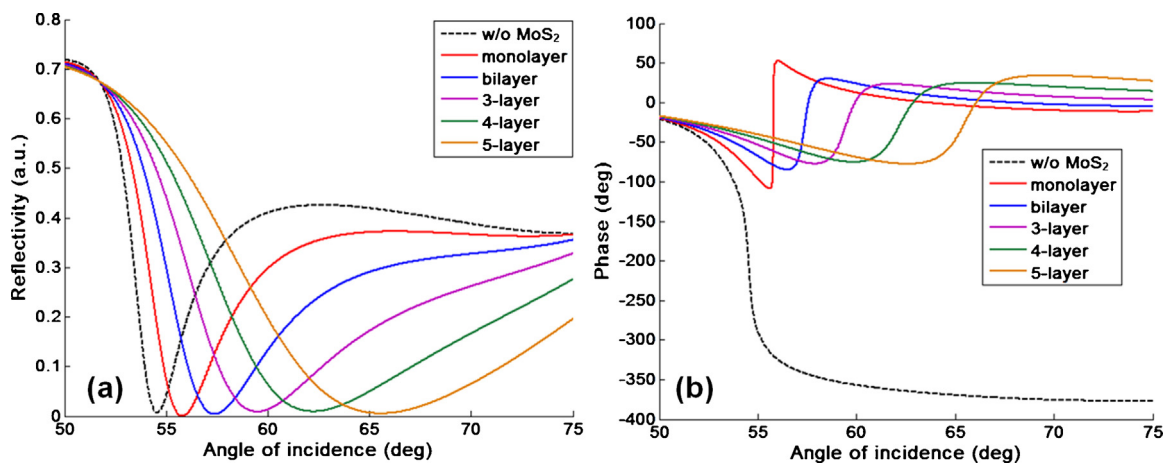 0.8
0.7
0.6
0.5
0.4
0.3
0.2
0.1
0
Reflectivity (a.u.)
w/o MoS₂
monolayer
bilayer
3-layer
4-layer
5-layer
(a)
50
55
60
65
70
75
Angle of incidence (deg)
100
50
0
-50
-100
-150
-200
-250
-300
-350
-400
Phase (deg)
w/o MoS₂
monolayer
bilayer
3-layer
4-layer
5-layer
(b)
50
55
60
65
70
75
Angle of incidence (deg)